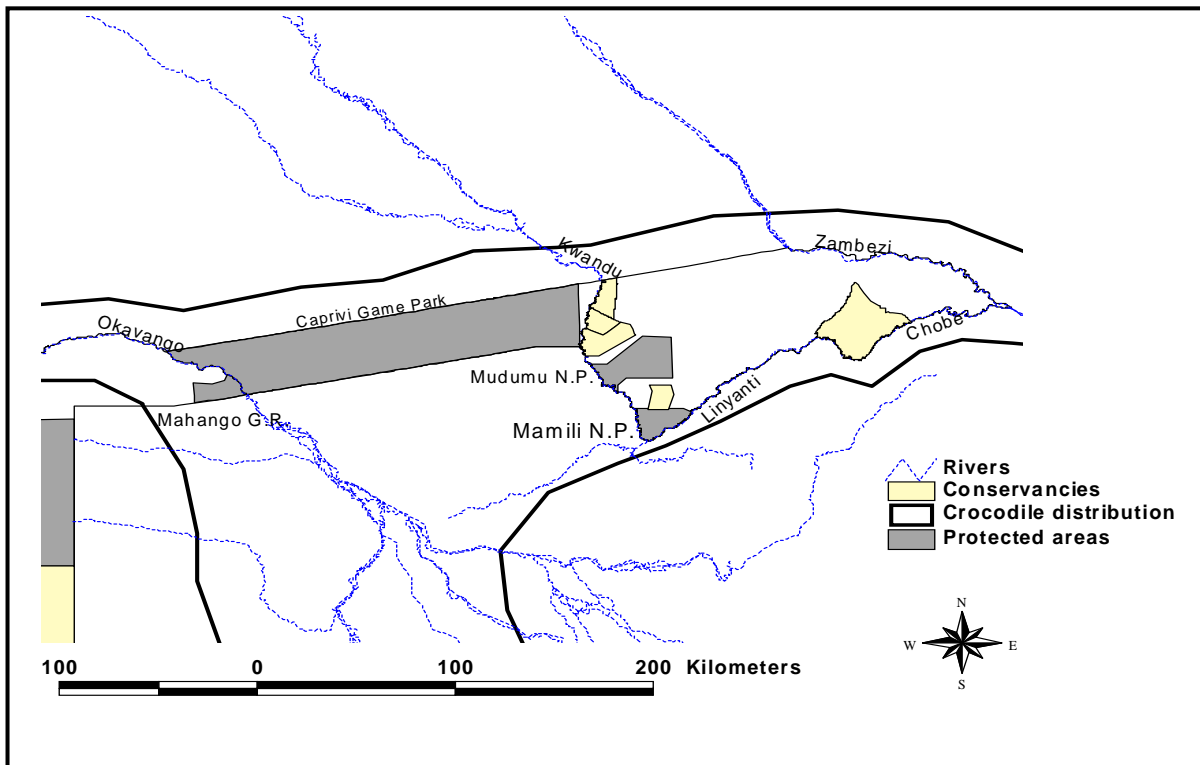 Zambezi
Kwandu
Caprivi Game Park
Okavango
Chobe
Mudumu N.P.
Linyanti
Mahango G.R.
Mamili N.P.
Rivers
Conservancies
Crocodile distribution
Protected areas
N
W E
S
100 0 100 200 Kilometers